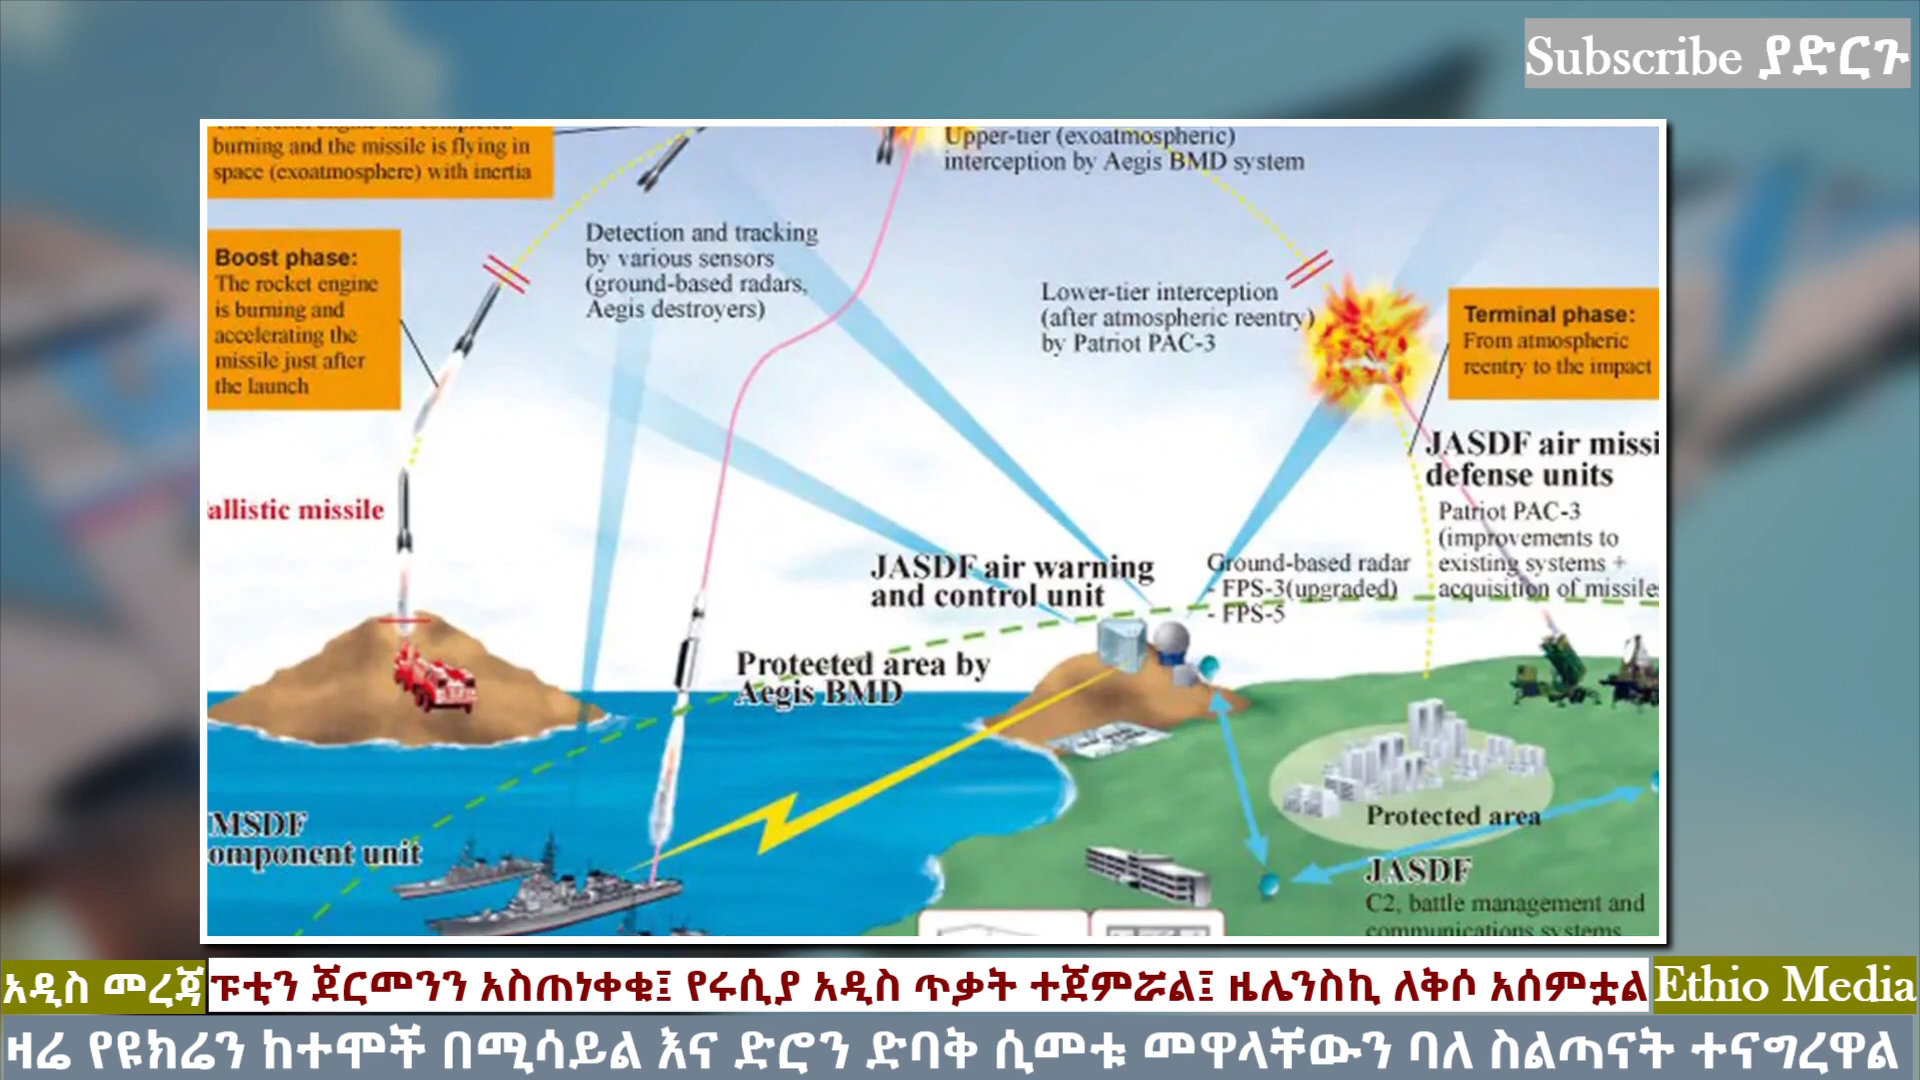 Subscribe ያድርጉ
burning and the missile is flying in
space (exoatmosphere) with inertia
Upper-tier (exoatmospheric)
interception by Aegis BMD system
Boost phase:
The rocket engine
is burning and
accelerating the
missile just after
the launch
Detection and tracking
by various sensors
(ground-based radars,
Aegis destroyers)
Lower-tier interception
(after atmospheric reentry)
by Patriot PAC-3
Terminal phase:
From atmospheric
reentry to the impact
JASDF air missi
defense units
Patriot PAC-3
(improvements to
existing systems +
acquisition of missile
allistic missile
JASDF air warning
and control unit
Ground-based radar
- FPS-3(upgraded)
- FPS-5
Protected area by
Aegis BMD
MSDF
omponent unit
Protected area
JASDF
C2, battle management and
communications systems
አዲስ መረጃ
ፑቲን ጀርመንን አስጠነቀቁ፤ የሩሲያ አዲስ ጥቃት ተጀምሯል፤ ዜሌንስኪ ለቅሶ አሰምቷል
Ethio Media
ዛሬ የዩክሬን ከተሞች በሚሳይል እና ድሮን ድባቅ ሲመቱ መዋላቸውን ባለ ስልጣናት ተናግረዋል